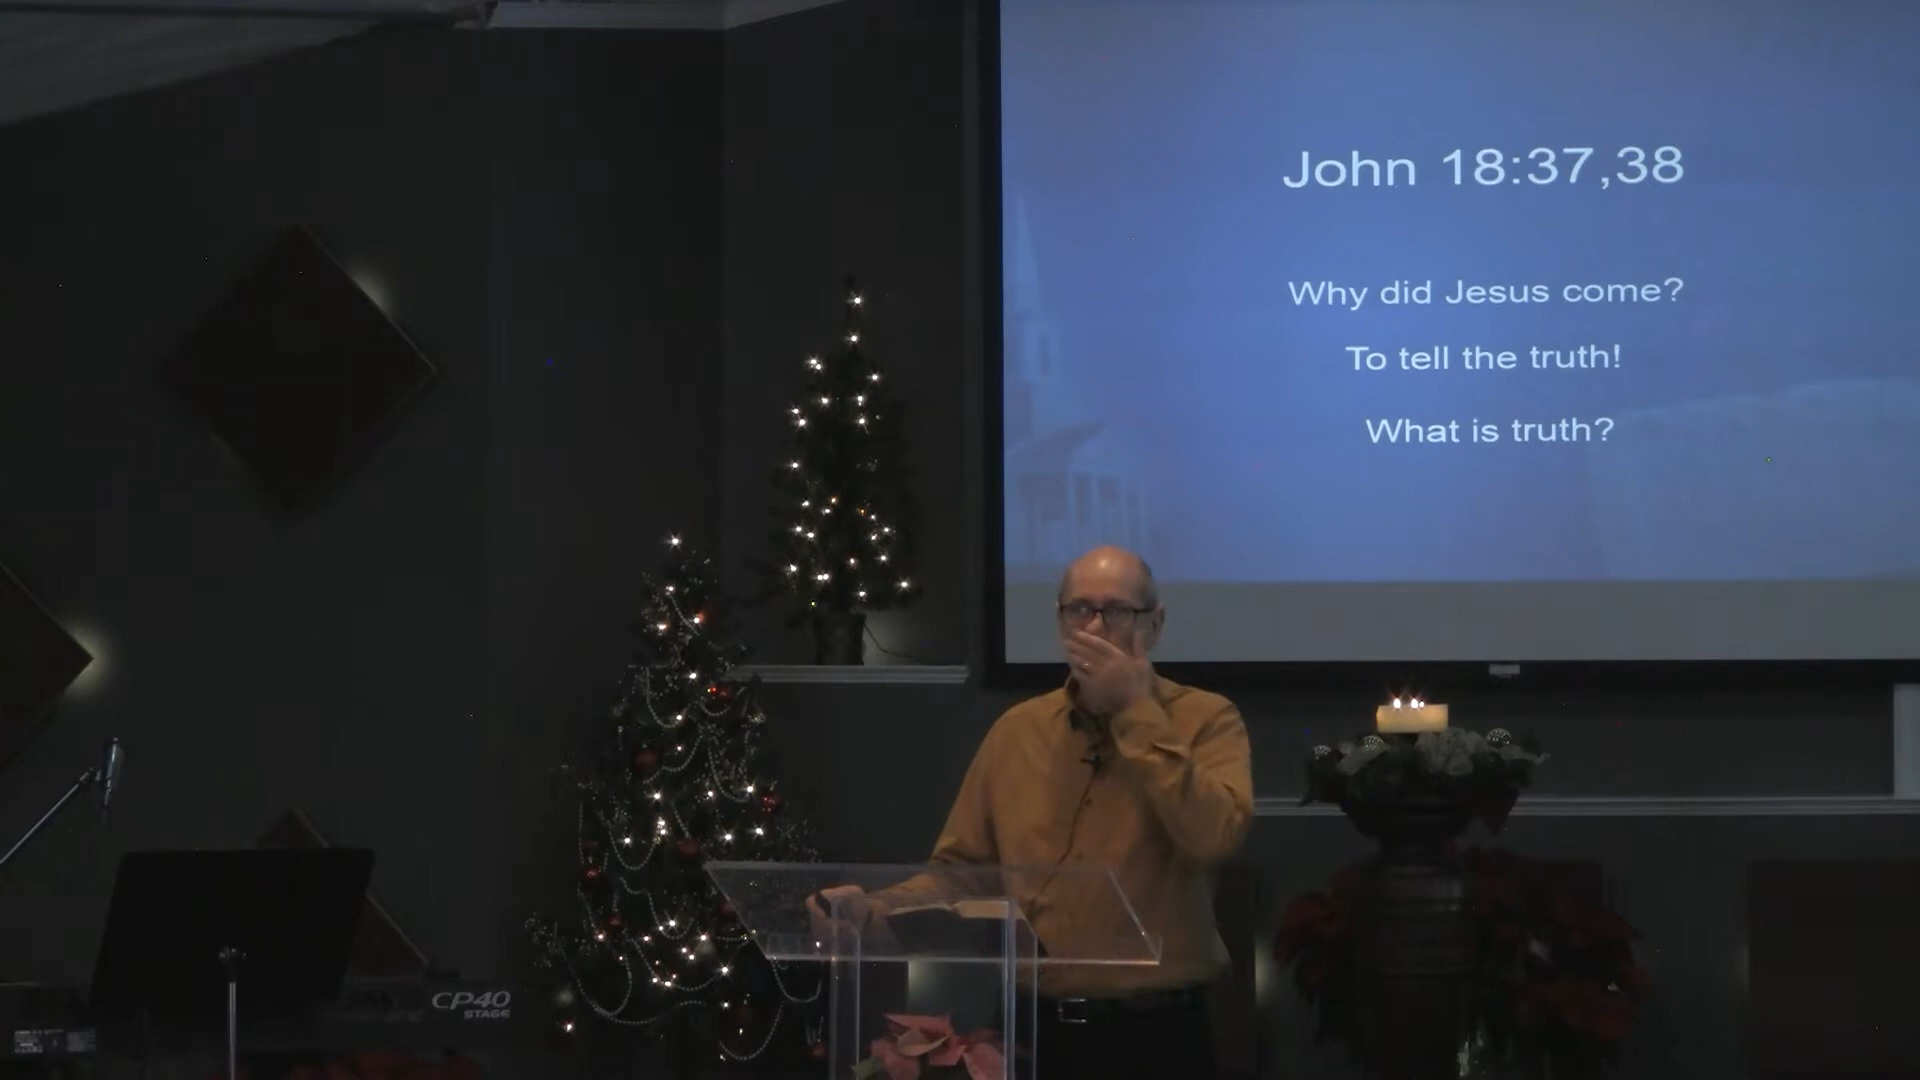 John 18:37,38
Why did Jesus come?
To tell the truth!
What is truth?
CP40
STAGE